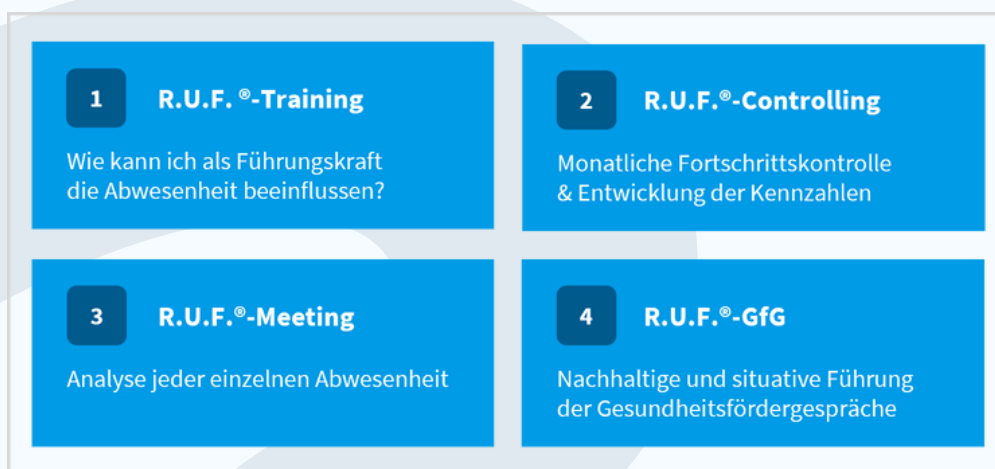 1
R.U.F. ®-Training
Wie kann ich als Führungskraft
die Abwesenheit beeinflussen?
2
R.U.F.®-Controlling
Monatliche Fortschrittskontrolle
& Entwicklung der Kennzahlen
3
R.U.F.®-Meeting
Analyse jeder einzelnen Abwesenheit
4
R.U.F.®-GfG
Nachhaltige und situative Führung
der Gesundheitsfördergespräche